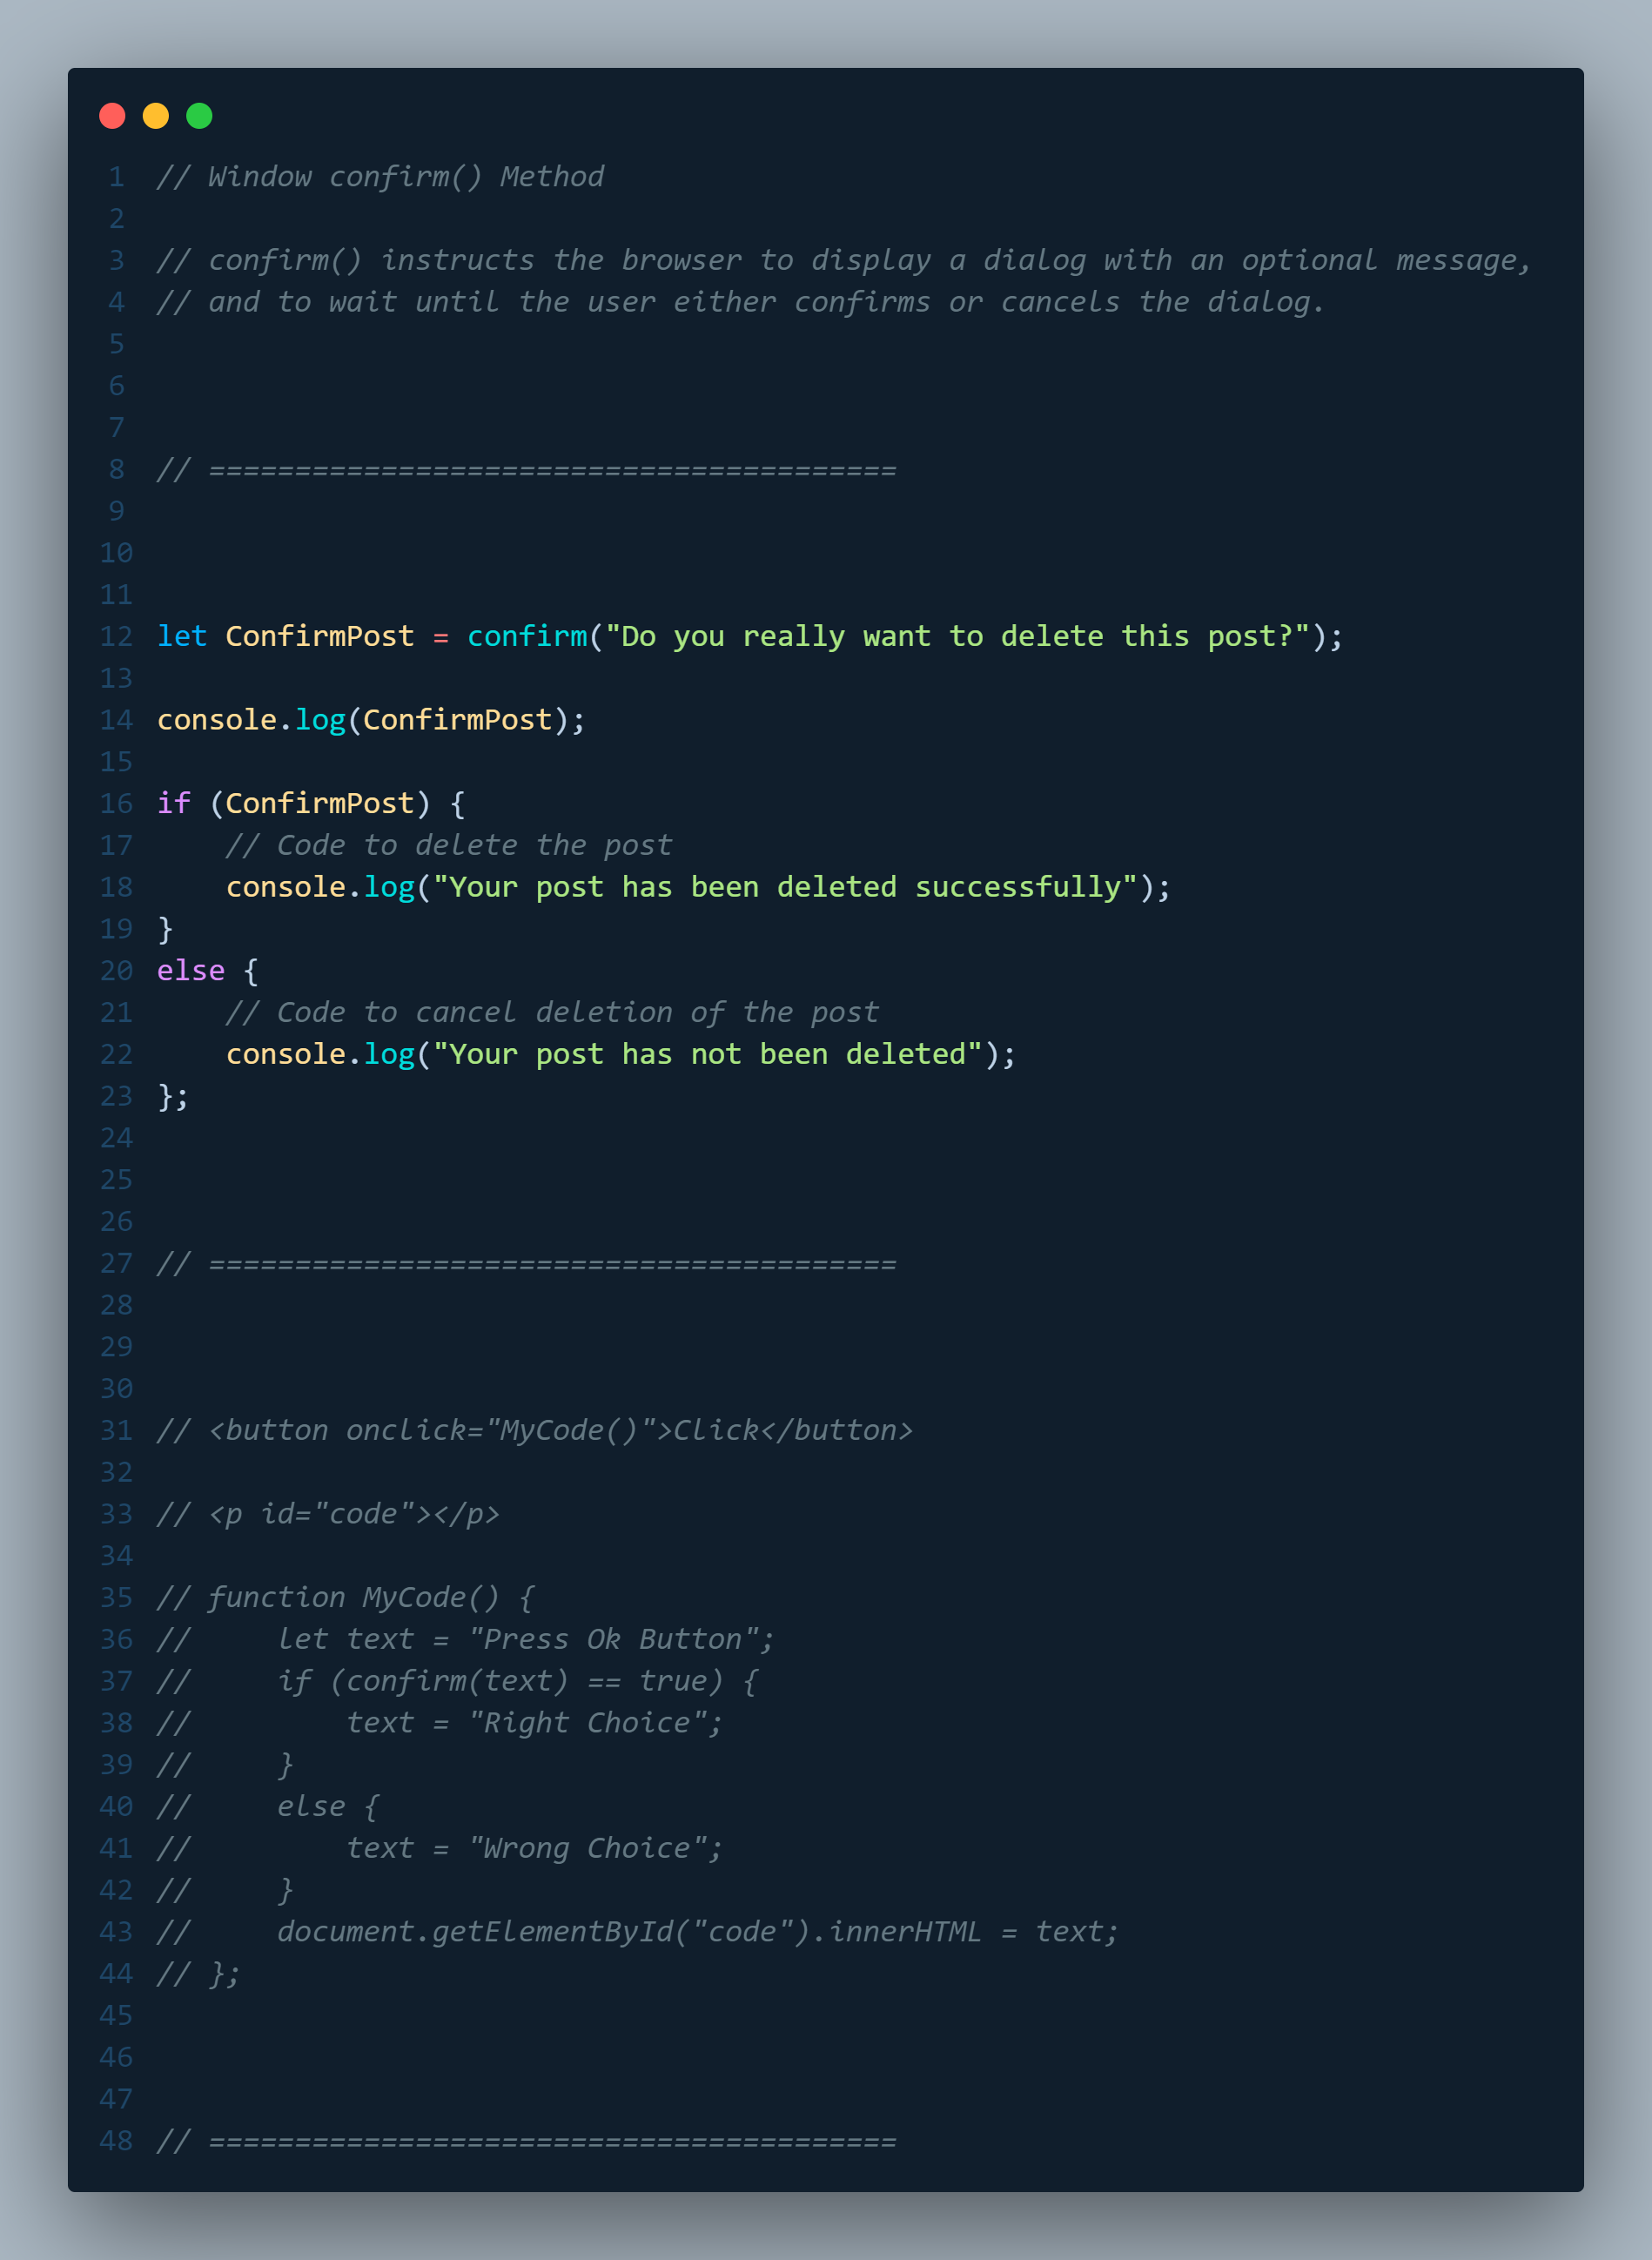 1 // Window confirm() Method
2
3 // confirm() instructs the browser to display a dialog with an optional message,
4 // and to wait until the user either confirms or cancels the dialog.
5
6
7
8 // ========================================
9
10
11
12 let ConfirmPost = confirm("Do you really want to delete this post?");
13
14 console.log(ConfirmPost);
15
16 if (ConfirmPost) {
17     // Code to delete the post
18     console.log("Your post has been deleted successfully");
19 }
20 else {
21     // Code to cancel deletion of the post
22     console.log("Your post has not been deleted");
23 };
24
25
26
27 // ========================================
28
29
30
31 // <button onclick="MyCode()">Click</button>
32
33 // <p id="code"></p>
34
35 // function MyCode() {
36 //     let text = "Press Ok Button";
37 //     if (confirm(text) == true) {
38 //         text = "Right Choice";
39 //     }
40 //     else {
41 //         text = "Wrong Choice";
42 //     }
43 //     document.getElementById("code").innerHTML = text;
44 // };
45
46
47
48 // ========================================